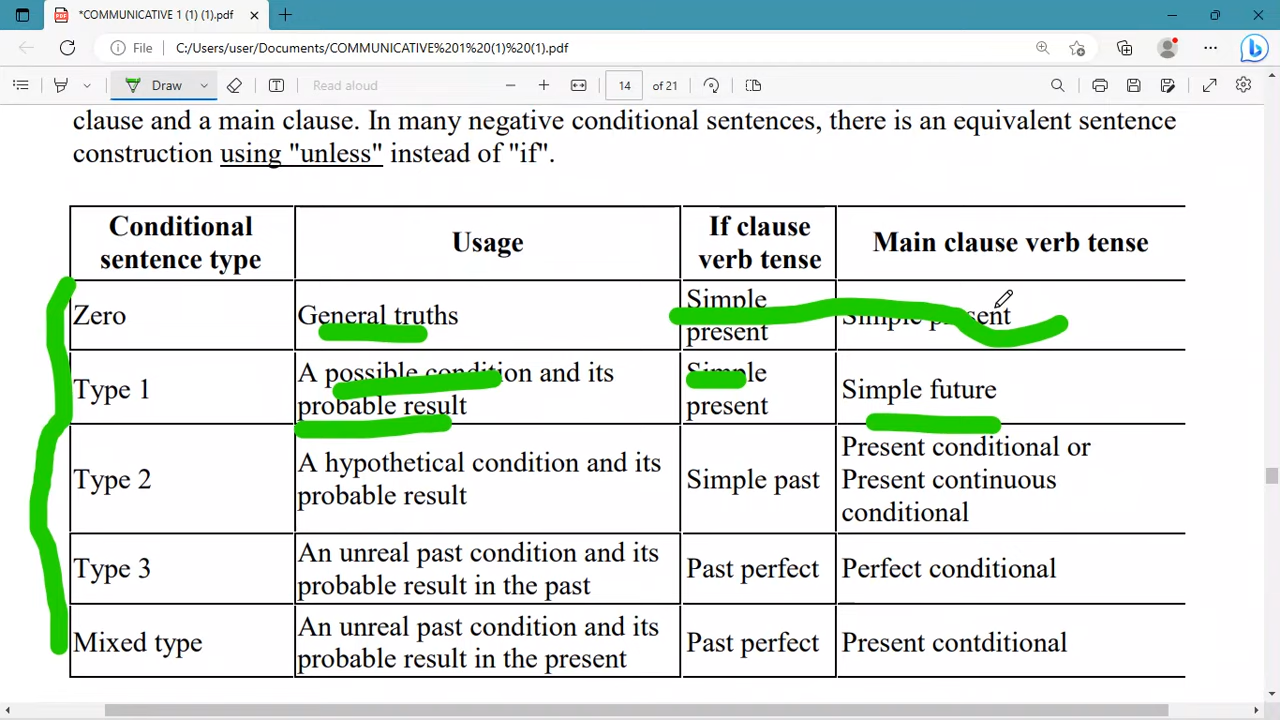 *COMMUNICATIVE 1 (1) (1).pdf
File C:/Users/user/Documents/COMMUNICATIVE%201%20(1)%20(1).pdf
Draw Read aloud 14 of 21
clause and a main clause. In many negative conditional sentences, there is an equivalent sentence
construction using "unless" instead of "if".
Conditional
sentence type
Usage
If clause
verb tense
Main clause verb tense
Zero
General truths
Simple
present
Simple present
Type 1
A possible condition and its
probable result
Simple
present
Simple future
Type 2
A hypothetical condition and its
probable result
Simple past
Present conditional or
Present continuous
conditional
Type 3
An unreal past condition and its
probable result in the past
Past perfect
Perfect conditional
Mixed type
An unreal past condition and its
probable result in the present
Past perfect
Present contditional